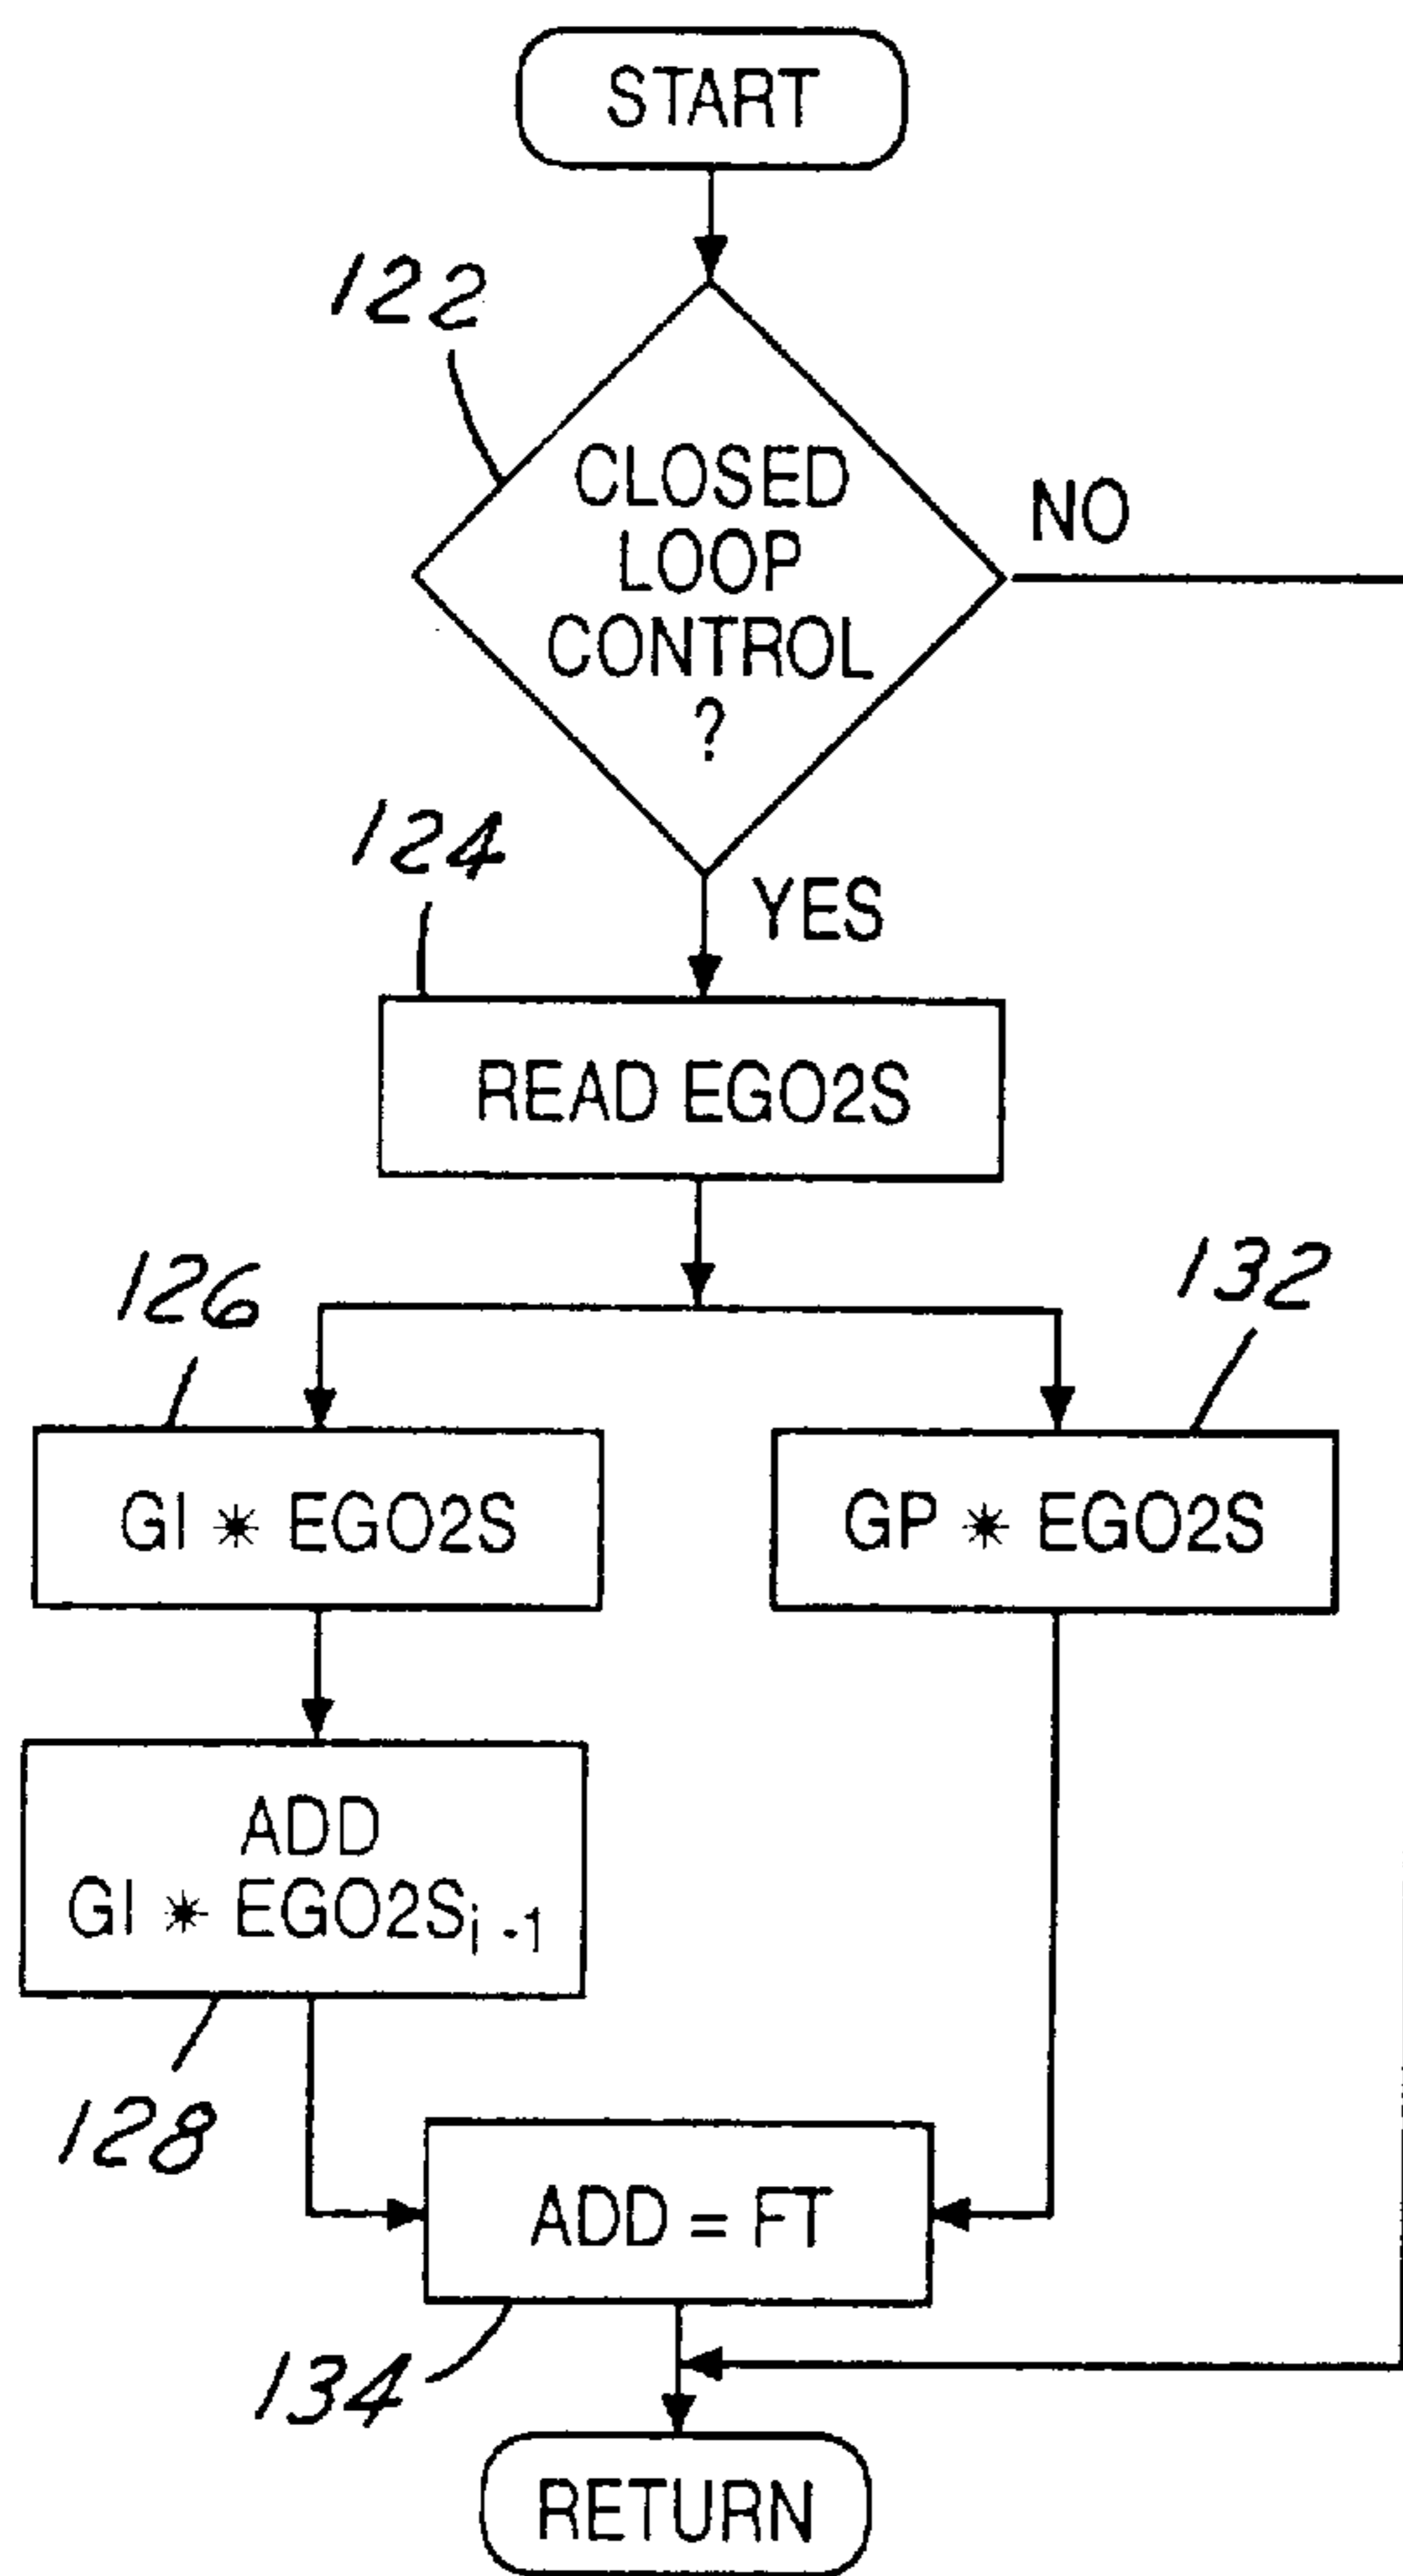 START
122
CLOSED
LOOP
CONTROL
?
NO
YES
124
READ EGO2S
126
132
GI * EGO2S
GP * EGO2S
ADD
GI * EGO2Si -1
128
ADD = FT
134
RETURN